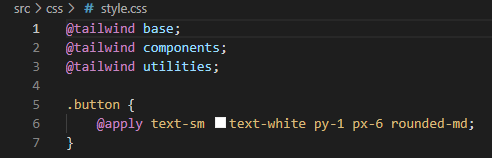 src > css > # style.css
1 @tailwind base;
2 @tailwind components;
3 @tailwind utilities;
4
5 .button {
6     @apply text-sm text-white py-1 px-6 rounded-md;
7 }